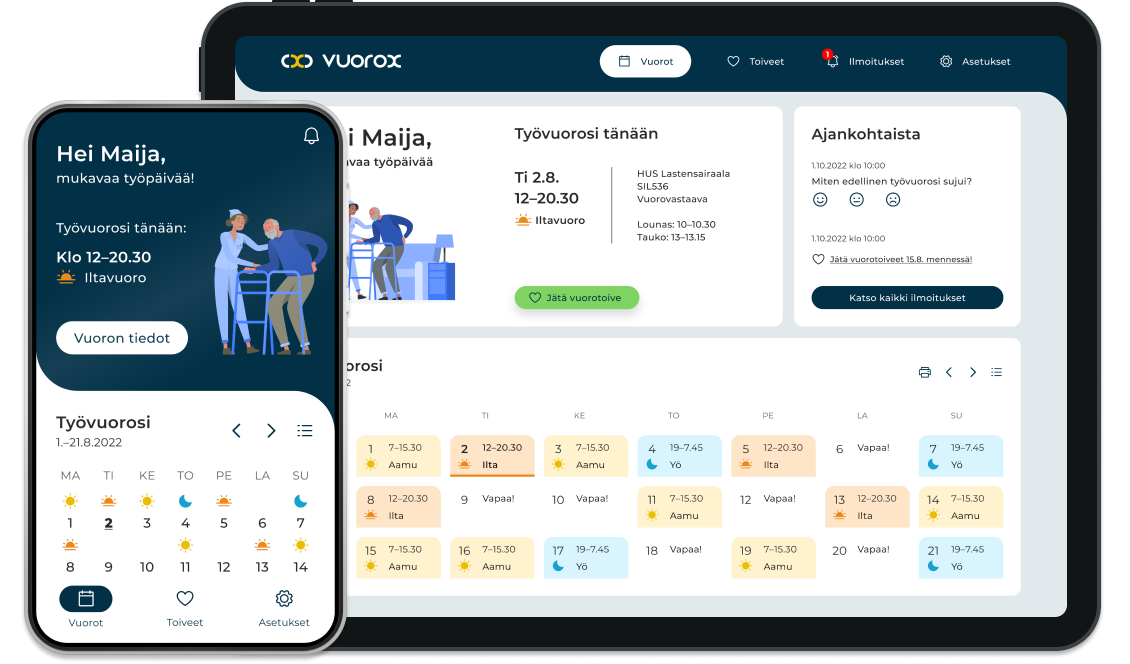 vuorox
Vuorot
Toiveet
1
Ilmoitukset
Asetukset
i Maija,
vaa työpäivää
Työvuorosi tänään
Ti 2.8.
12–20.30
Iltavuoro
HUS Lastensairaala
SIL536
Vuorovastaava
Lounas: 10–10.30
Tauko: 13–13.15
Jätä vuorotoive
Ajankohtaista
1.10.2022 klo 10:00
Miten edellinen työvuorosi sujui?
1.10.2022 klo 10:00
Jätä vuorotoiveet 15.8. mennessä!
Katso kaikki ilmoitukset
orosi
2
MA TI KE TO PE LA SU
1 7–15.30 Aamu
2 12–20.30 Ilta
3 7–15.30 Aamu
4 19–7.45 Yö
5 12–20.30 Ilta
6 Vapaa!
7 19–7.45 Yö
8 12–20.30 Ilta
9 Vapaa!
10 Vapaa!
11 7–15.30 Aamu
12 Vapaa!
13 12–20.30 Ilta
14 7–15.30 Aamu
15 7–15.30 Aamu
16 7–15.30 Aamu
17 19–7.45 Yö
18 Vapaa!
19 7–15.30 Aamu
20 Vapaa!
21 19–7.45 Yö
Hei Maija,
mukavaa työpäivää!
Työvuorosi tänään:
Klo 12–20.30
Iltavuoro
Vuoron tiedot
Työvuorosi
1.–21.8.2022
MA TI KE TO PE LA SU
1 2 3 4 5 6 7
8 9 10 11 12 13 14
Vuorot
Toiveet
Asetukset